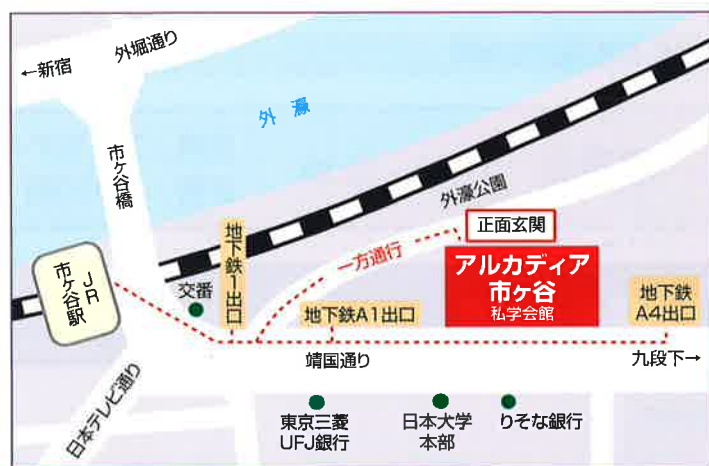 外堀通り
←新宿
外濠
市ヶ谷橋
外濠公園
正面玄関
地下鉄1出口
一方通行
アルカディア
市ヶ谷
私学会館
JR
市ヶ谷駅
交番
地下鉄A1出口
地下鉄
A4出口
靖国通り
九段下→
日本テレビ通り
東京三菱
UFJ銀行
日本大学
本部
りそな銀行